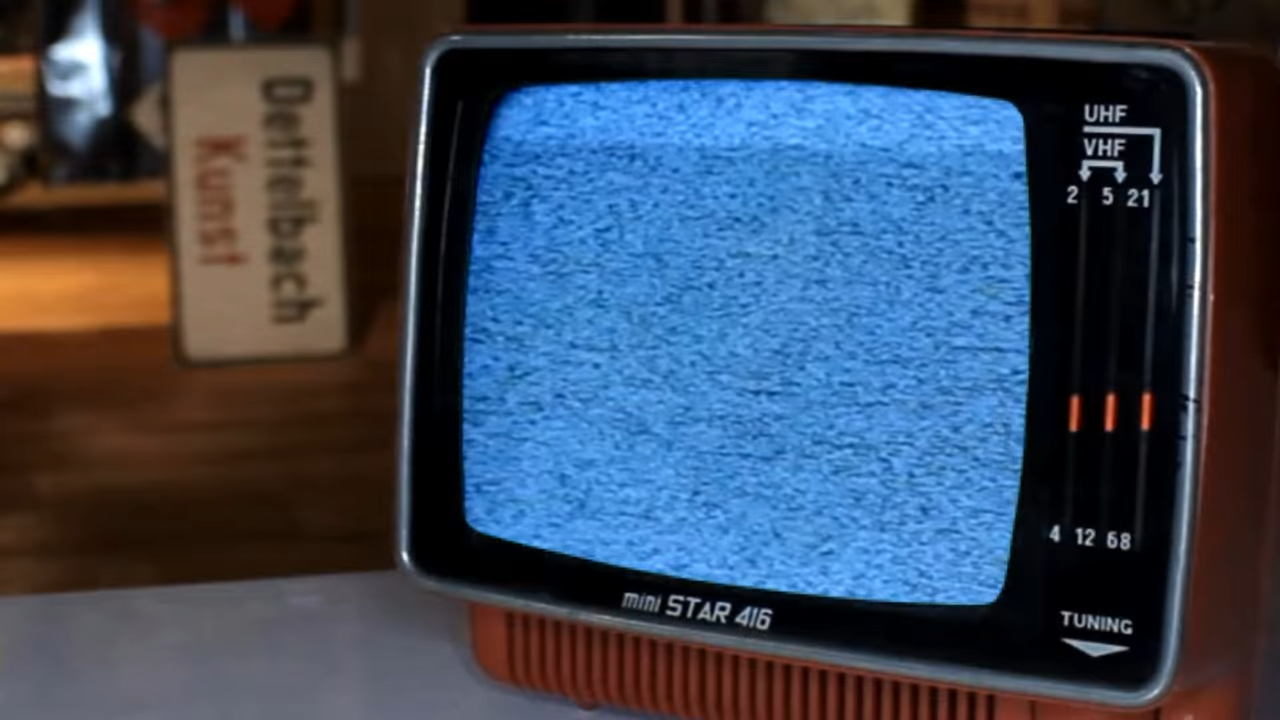 Dettelbach
Kunst
UHF
VHF
2 5 21
4 12 68
TUNING
mini STAR 416